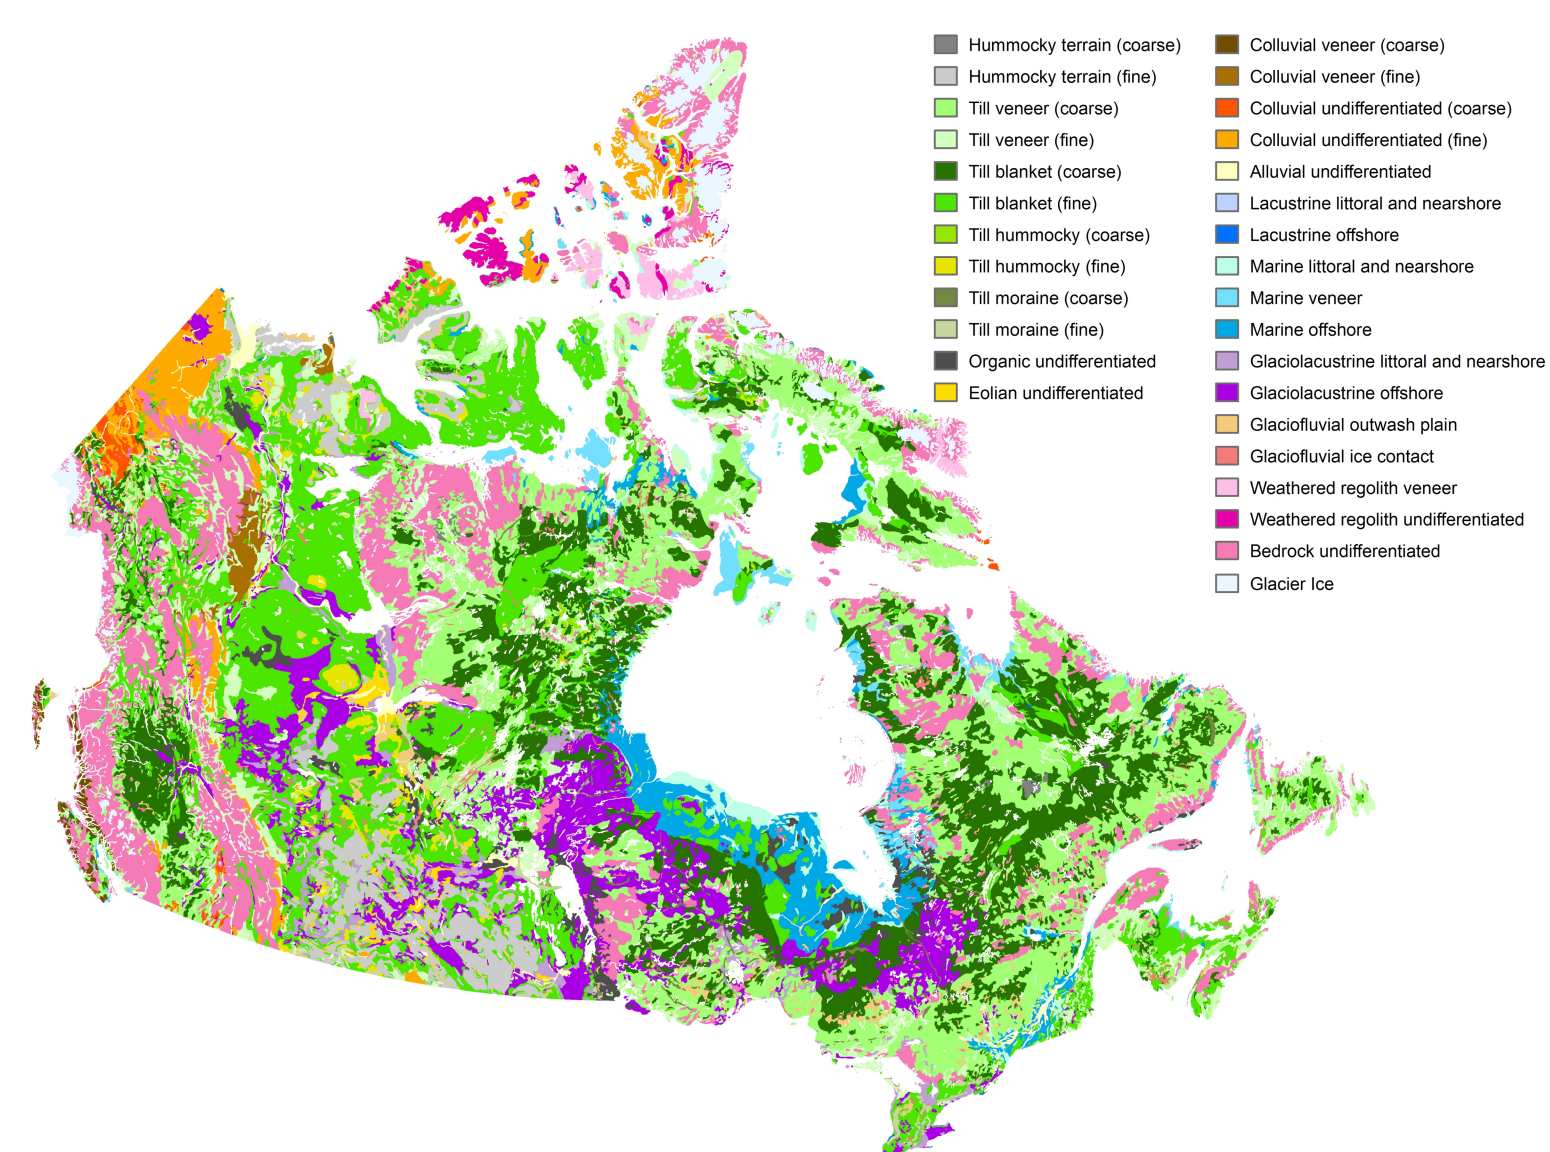 Hummocky terrain (coarse)
Hummocky terrain (fine)
Till veneer (coarse)
Till veneer (fine)
Till blanket (coarse)
Till blanket (fine)
Till hummocky (coarse)
Till hummocky (fine)
Till moraine (coarse)
Till moraine (fine)
Organic undifferentiated
Eolian undifferentiated
Colluvial veneer (coarse)
Colluvial veneer (fine)
Colluvial undifferentiated (coarse)
Colluvial undifferentiated (fine)
Alluvial undifferentiated
Lacustrine littoral and nearshore
Lacustrine offshore
Marine littoral and nearshore
Marine veneer
Marine offshore
Glaciolacustrine littoral and nearshore
Glaciolacustrine offshore
Glaciofluvial outwash plain
Glaciofluvial ice contact
Weathered regolith veneer
Weathered regolith undifferentiated
Bedrock undifferentiated
Glacier Ice